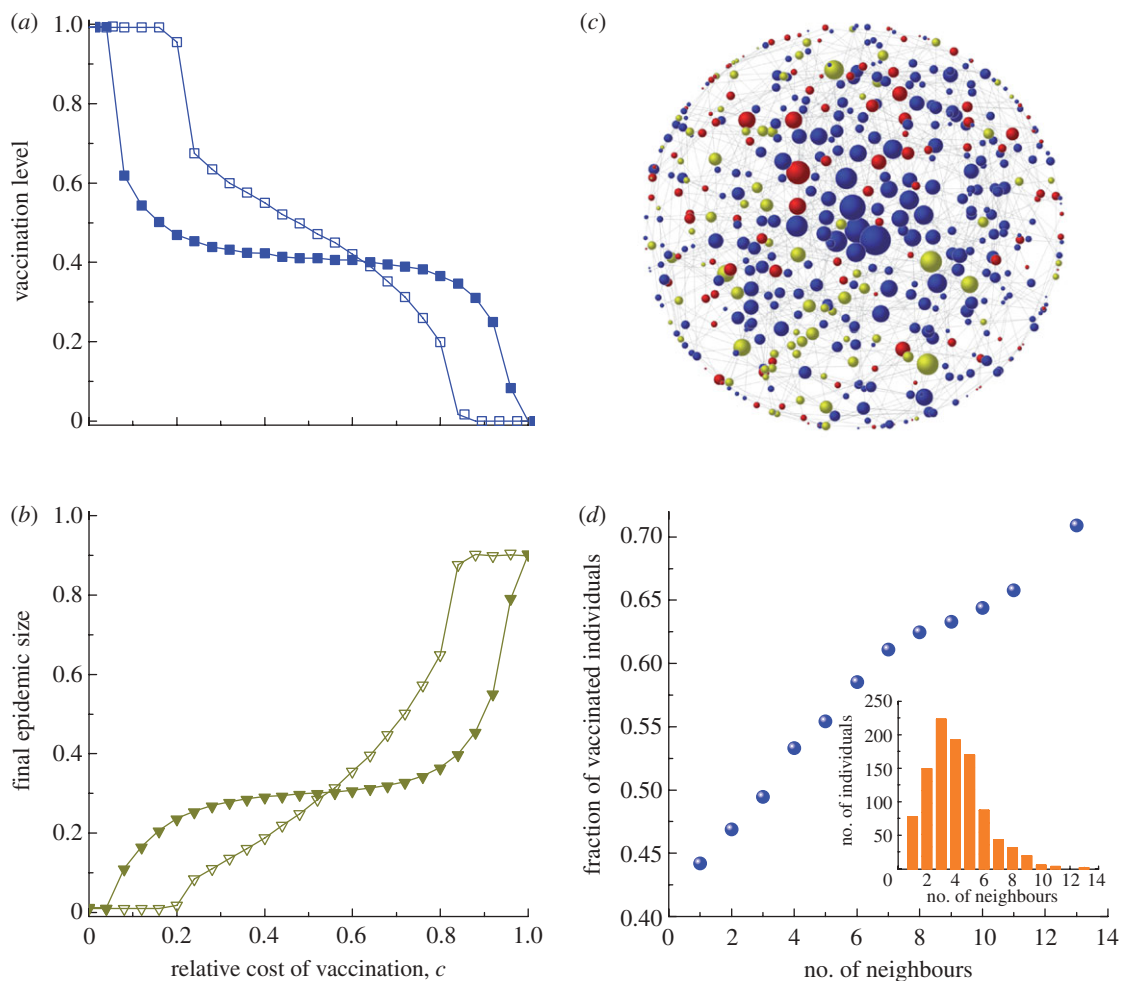 (a)
1.0
0.8
0.6
0.4
0.2
0
vaccination level
(c)
(b)
1.0
0.8
0.6
0.4
0.2
0
final epidemic size
0 0.2 0.4 0.6 0.8 1.0
relative cost of vaccination, c
(d)
0.70
0.65
0.60
0.55
0.50
0.45
0.40
fraction of vaccinated individuals
250
200
150
100
50
no. of individuals
0 2 4 6 8 10 12 14
no. of neighbours
0 2 4 6 8 10 12 14
no. of neighbours